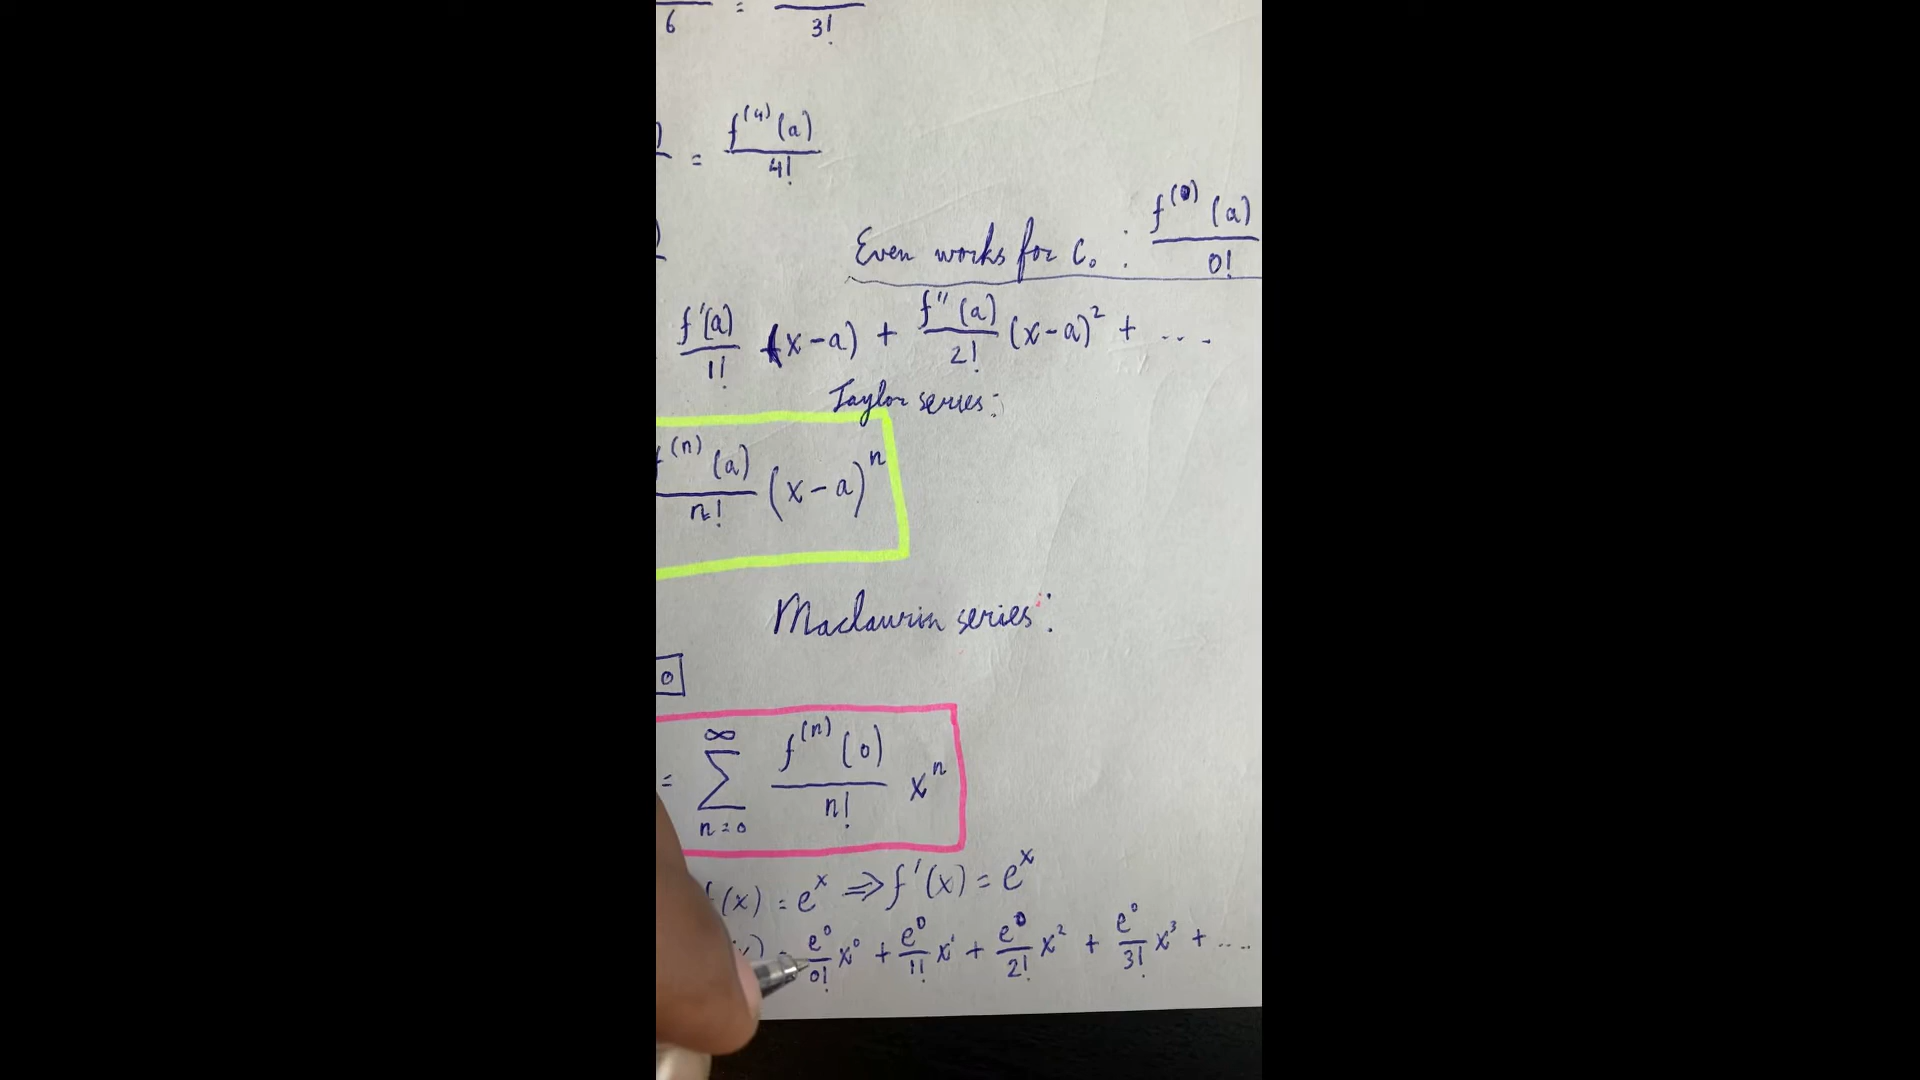 6 = 3!
= f⁽⁴⁾(a) / 4!
Even works for C₀ : f⁽⁰⁾(a) / 0!
f'(a) / 1! (x-a) + f''(a) / 2! (x-a)² + ...
Taylor series:
f⁽ⁿ⁾(a) / n! (x-a)ⁿ
Maclaurin series:
0
= ∞ ∑ n=0 f⁽ⁿ⁾(0) / n! xⁿ
f(x) = eˣ ⇒ f'(x) = eˣ
x) = e⁰/0! x⁰ + e⁰/1! x¹ + e⁰/2! x² + e⁰/3! x³ + ....